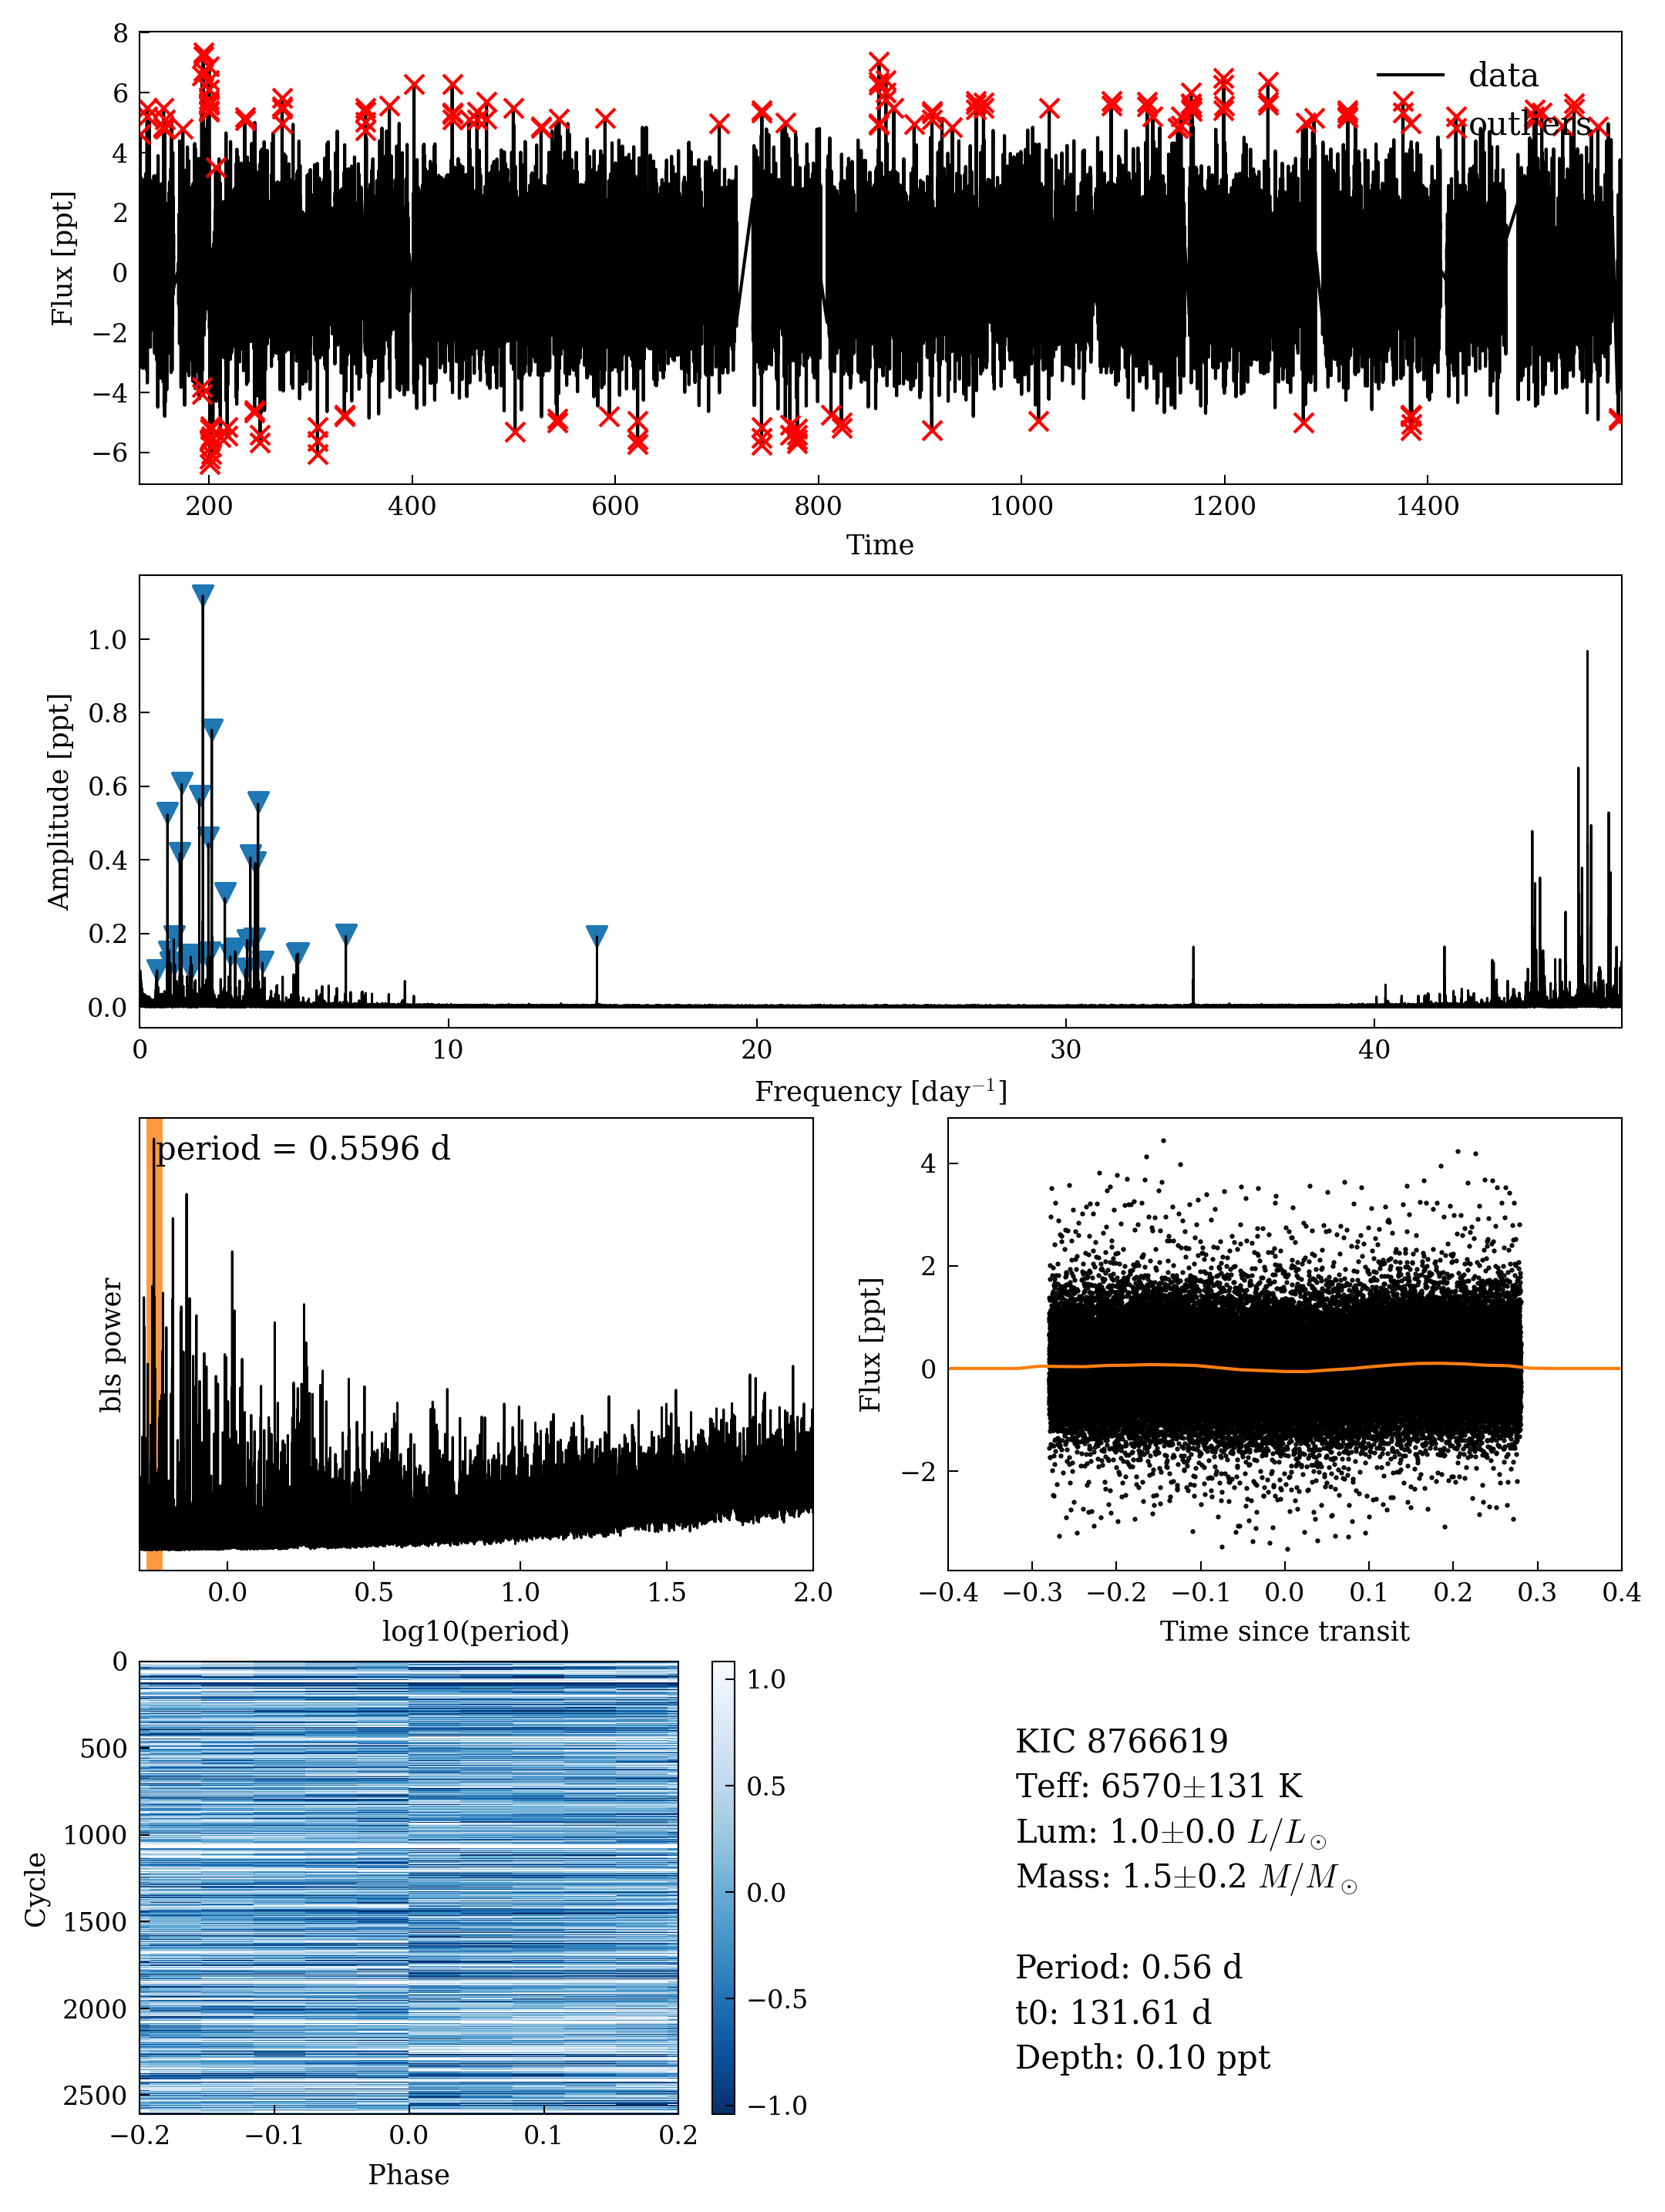 8
6
4
2
0
−2
−4
−6
Flux [ppt]
data
outliers
200 400 600 800 1000 1200 1400
Time
1.0
0.8
0.6
0.4
0.2
0.0
Amplitude [ppt]
0 10 20 30 40
Frequency [day⁻¹]
period = 0.5596 d
bls power
0.0 0.5 1.0 1.5 2.0
log10(period)
4
2
0
−2
Flux [ppt]
−0.4 −0.3 −0.2 −0.1 0.0 0.1 0.2 0.3 0.4
Time since transit
0
500
1000
1500
2000
2500
Cycle
−0.2 −0.1 0.0 0.1 0.2
Phase
1.0
0.5
0.0
−0.5
−1.0
KIC 8766619
Teff: 6570±131 K
Lum: 1.0±0.0 L/L⊙
Mass: 1.5±0.2 M/M⊙
Period: 0.56 d
t0: 131.61 d
Depth: 0.10 ppt